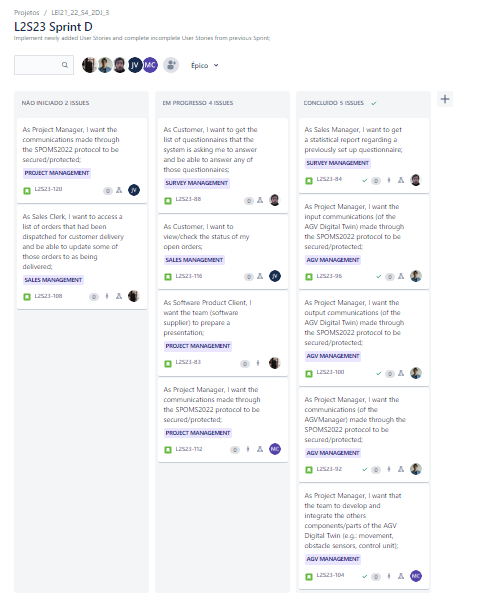 Projetos / LEI21_22_S4_2DJ_3
L2S23 Sprint D
Implement newly added User Stories and complete incomplete User Stories from previous Sprint;
JV MC Épico
NÃO INICIADO 2 ISSUES
As Project Manager, I want the
communications made through
the SPOMS2022 protocol to be
secured/protected;
PROJECT MANAGEMENT
L2S23-120 0 JV
As Sales Clerk, I want to access a
list of orders that had been
dispatched for customer delivery
and be able to update some of
those orders to as being
delivered;
SALES MANAGEMENT
L2S23-108 0
EM PROGRESSO 4 ISSUES
As Customer, I want to get the
list of questionnaires that the
system is asking me to answer
and be able to answer any of
those questionnaires;
SURVEY MANAGEMENT
L2S23-88 0
As Customer, I want to
view/check the status of my
open orders;
SALES MANAGEMENT
L2S23-116 0 JV
As Software Product Client, I
want the team (software
supplier) to prepare a
presentation;
PROJECT MANAGEMENT
L2S23-83 0
As Project Manager, I want the
communications made through
the SPOMS2022 protocol to be
secured/protected;
PROJECT MANAGEMENT
L2S23-112 0 MC
CONCLUÍDO 5 ISSUES
As Sales Manager, I want to get
a statistical report regarding a
previously set up questionnaire;
SURVEY MANAGEMENT
L2S23-84 0
As Project Manager, I want the
input communications (of the
AGV Digital Twin) made through
the SPOMS2022 protocol to be
secured/protected;
AGV MANAGEMENT
L2S23-96 0
As Project Manager, I want the
output communications (of the
AGV Digital Twin) made through
the SPOMS2022 protocol to be
secured/protected;
AGV MANAGEMENT
L2S23-100 0
As Project Manager, I want the
communications (of the
AGVManager) made through the
SPOMS2022 protocol to be
secured/protected;
AGV MANAGEMENT
L2S23-92 0
As Project Manager, I want that
the team to develop and
integrate the others
components/parts of the AGV
Digital Twin (e.g.: movement,
obstacle sensors, control unit);
AGV MANAGEMENT
L2S23-104 0 MC